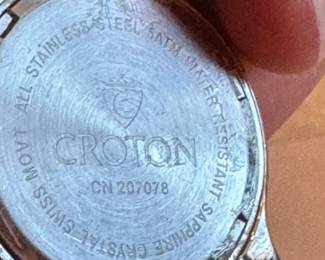 ALL STAINLESS STEEL 5ATM WATER RESISTANT SAPPHIRE CRYSTAL SWISS MOVT
C
CROTON
CN 207078